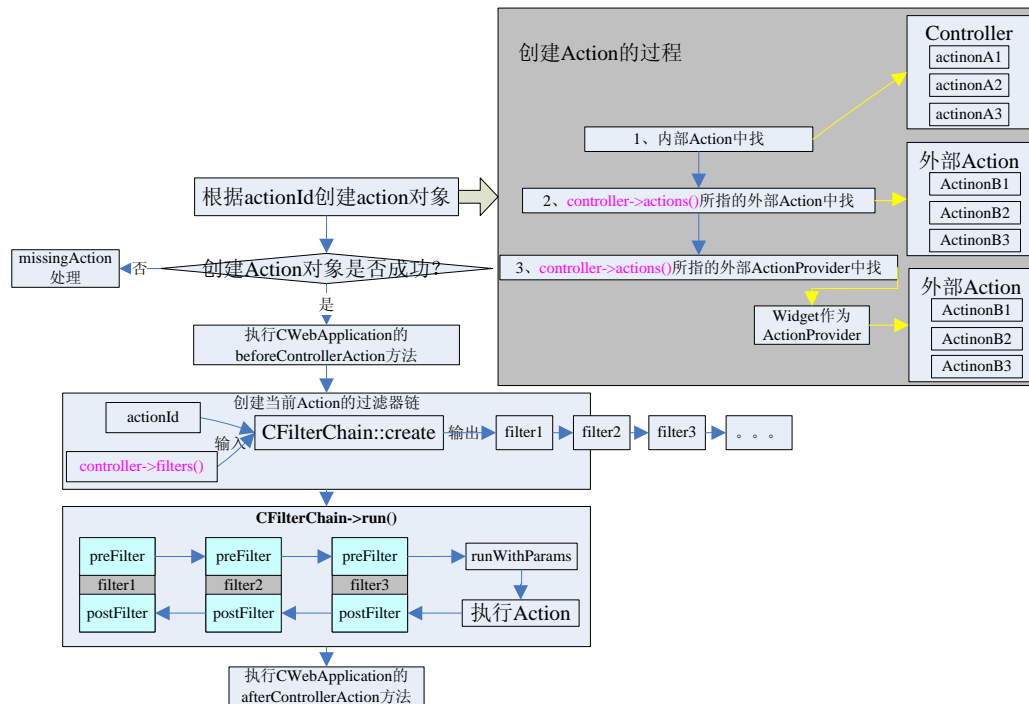 创建Action的过程
Controller
actinonA1
actinonA2
actinonA3
1、内部Action中找
外部Action
ActinonB1
ActinonB2
ActinonB3
根据actionId创建action对象
2、controller->actions()所指的外部Action中找
missingAction
处理
否
创建Action对象是否成功?
3、controller->actions()所指的外部ActionProvider中找
外部Action
ActinonB1
ActinonB2
ActinonB3
Widget作为
ActionProvider
是
执行CWebApplication的
beforeControllerAction方法
创建当前Action的过滤器链
actionId
输入
controller->filters()
CFilterChain::create
输出
filter1
filter2
filter3
。。。
CFilterChain->run()
preFilter
preFilter
preFilter
runWithParams
filter1
filter2
filter3
postFilter
postFilter
postFilter
执行Action
执行CWebApplication的
afterControllerAction方法